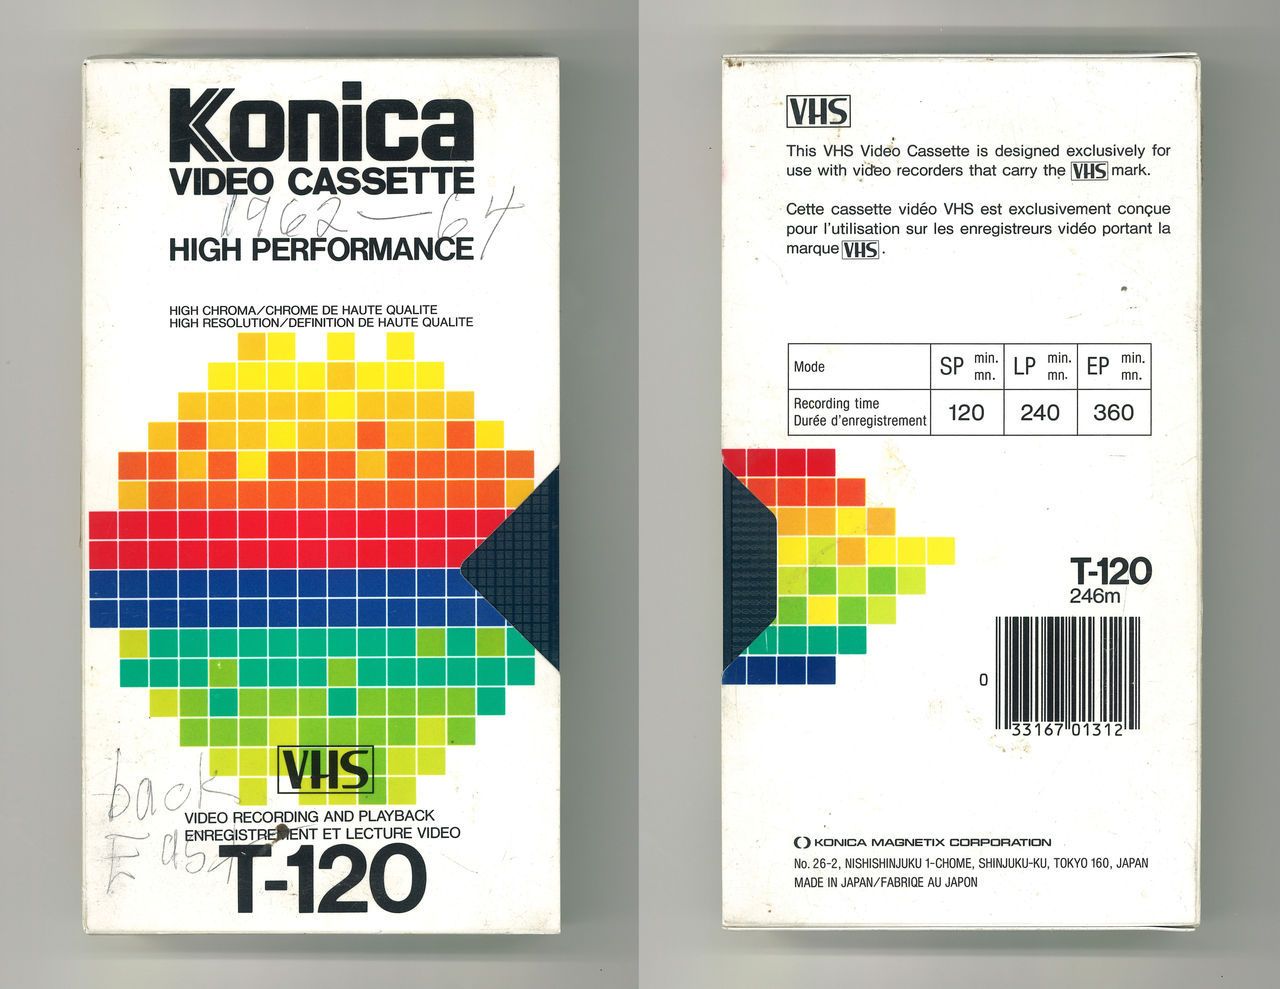 Konica
VIDEO CASSETTE
1962-64
HIGH PERFORMANCE
HIGH CHROMA/CHROME DE HAUTE QUALITE
HIGH RESOLUTION/DEFINITION DE HAUTE QUALITE
VHS
back
East
VIDEO RECORDING AND PLAYBACK
ENREGISTREMENT ET LECTURE VIDEO
T-120
VHS
This VHS Video Cassette is designed exclusively for
use with video recorders that carry the VHS mark.
Cette cassette vidéo VHS est exclusivement conçue
pour l'utilisation sur les enregistreurs vidéo portant la
marque VHS.
Mode SP min. mn. LP min. mn. EP min. mn.
Recording time
Durée d'enregistrement 120 240 360
T-120
246m
0 33167 01312
KONICA MAGNETIX CORPORATION
No. 26-2, NISHISHINJUKU 1-CHOME, SHINJUKU-KU, TOKYO 160, JAPAN
MADE IN JAPAN/FABRIQE AU JAPON